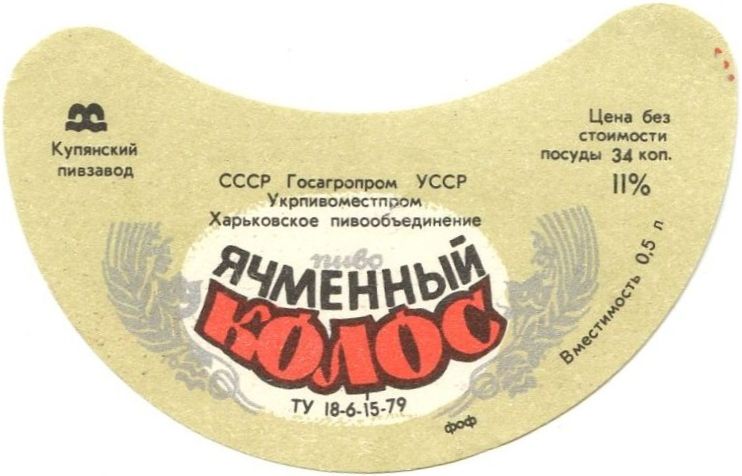 Купянский
пивзавод
Цена без
стоимости
посуды 34 коп.
11%
СССР Госагропром УССР
Укрпивоместпром
Харьковское пивообъединение
пиво
ЯЧМЕННЫЙ
КОЛОС
ТУ 18-6-15-79
фоф
Вместимость 0,5 л